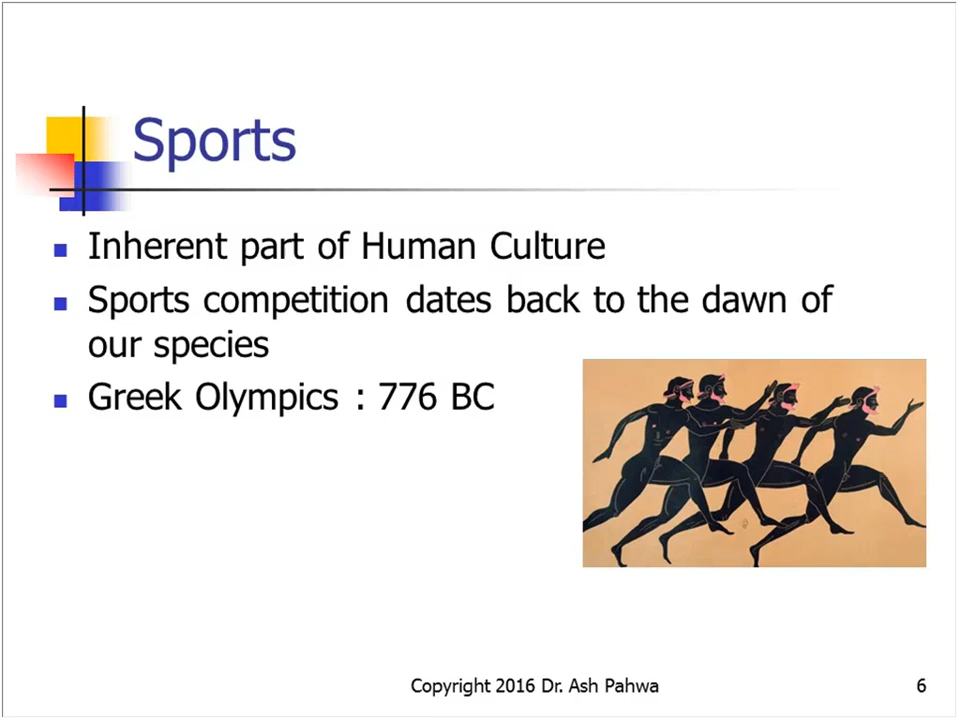 Sports
Inherent part of Human Culture
Sports competition dates back to the dawn of
our species
Greek Olympics : 776 BC
Copyright 2016 Dr. Ash Pahwa
6